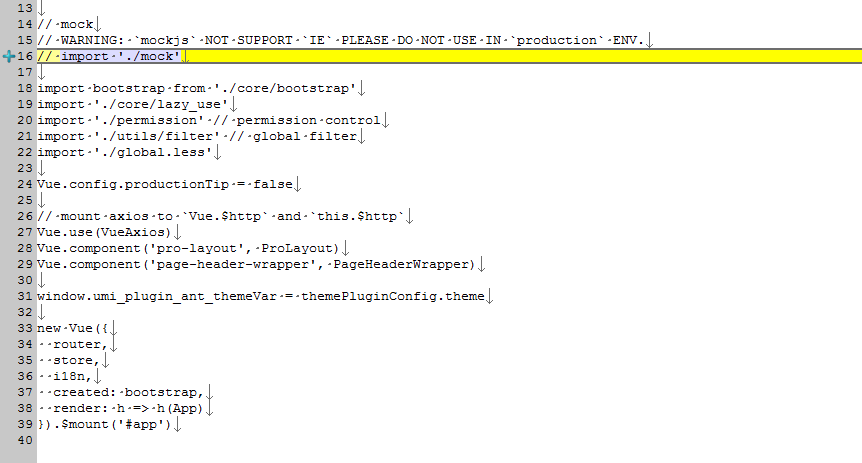 13
14 // mock
15 // WARNING: `mockjs` NOT SUPPORT `IE` PLEASE DO NOT USE IN `production` ENV.
16 // import './mock'
17
18 import bootstrap from './core/bootstrap'
19 import './core/lazy_use'
20 import './permission' // permission control
21 import './utils/filter' // global filter
22 import './global.less'
23
24 Vue.config.productionTip = false
25
26 // mount axios to `Vue.$http` and `this.$http`
27 Vue.use(VueAxios)
28 Vue.component('pro-layout', ProLayout)
29 Vue.component('page-header-wrapper', PageHeaderWrapper)
30
31 window.umi_plugin_ant_themeVar = themePluginConfig.theme
32
33 new Vue({
34   router,
35   store,
36   i18n,
37   created: bootstrap,
38   render: h => h(App)
39 }).$mount('#app')
40